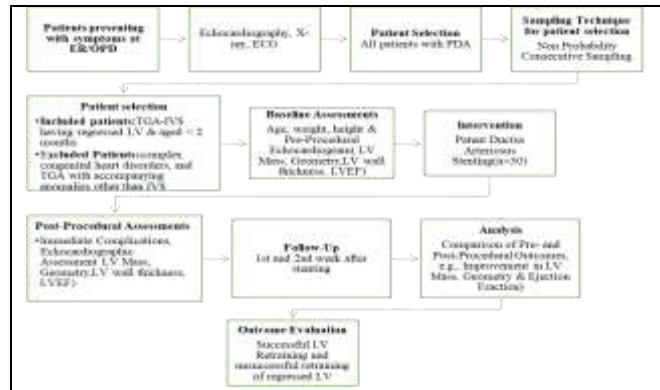 Patients presenting
with symptoms at
ER/OPD
Echocardiography, X-
ray, ECG
Patient Selection
All patients with PDA
Sampling Technique
for patient selection
Non Probability
Consecutive Sampling
Patient selection
•Included patients:TGA-IVS
having regressed LV & aged < 2
months
•Excluded Patients:complex
congenital heart disorders, and
TGA with accompanying
anomalies other than IVS
Baseline Assessments
Age, weight, height &
Pre-Procedural
Echocardiogram( LV
Mass, Geometry,LV wall
thickness, LVEF)
Intervention
Patent Ductus
Arteriosus
Stenting(n=30)
Post-Procedural Assessments
•Immediate Complications,
Echocardiographic
Assessment LV Mass,
Geometry,LV wall thickness,
LVEF)
Follow-Up
1st and 2nd week after
stenting
Analysis
Comparison of Pre- and
Post-Procedural Outcomes,
e.g., Improvement in LV
Mass, Geometry & Ejection
Fraction)
Outcome Evaluation
Successful LV
Retraining and
unsuccessful retraining
of regressed LV